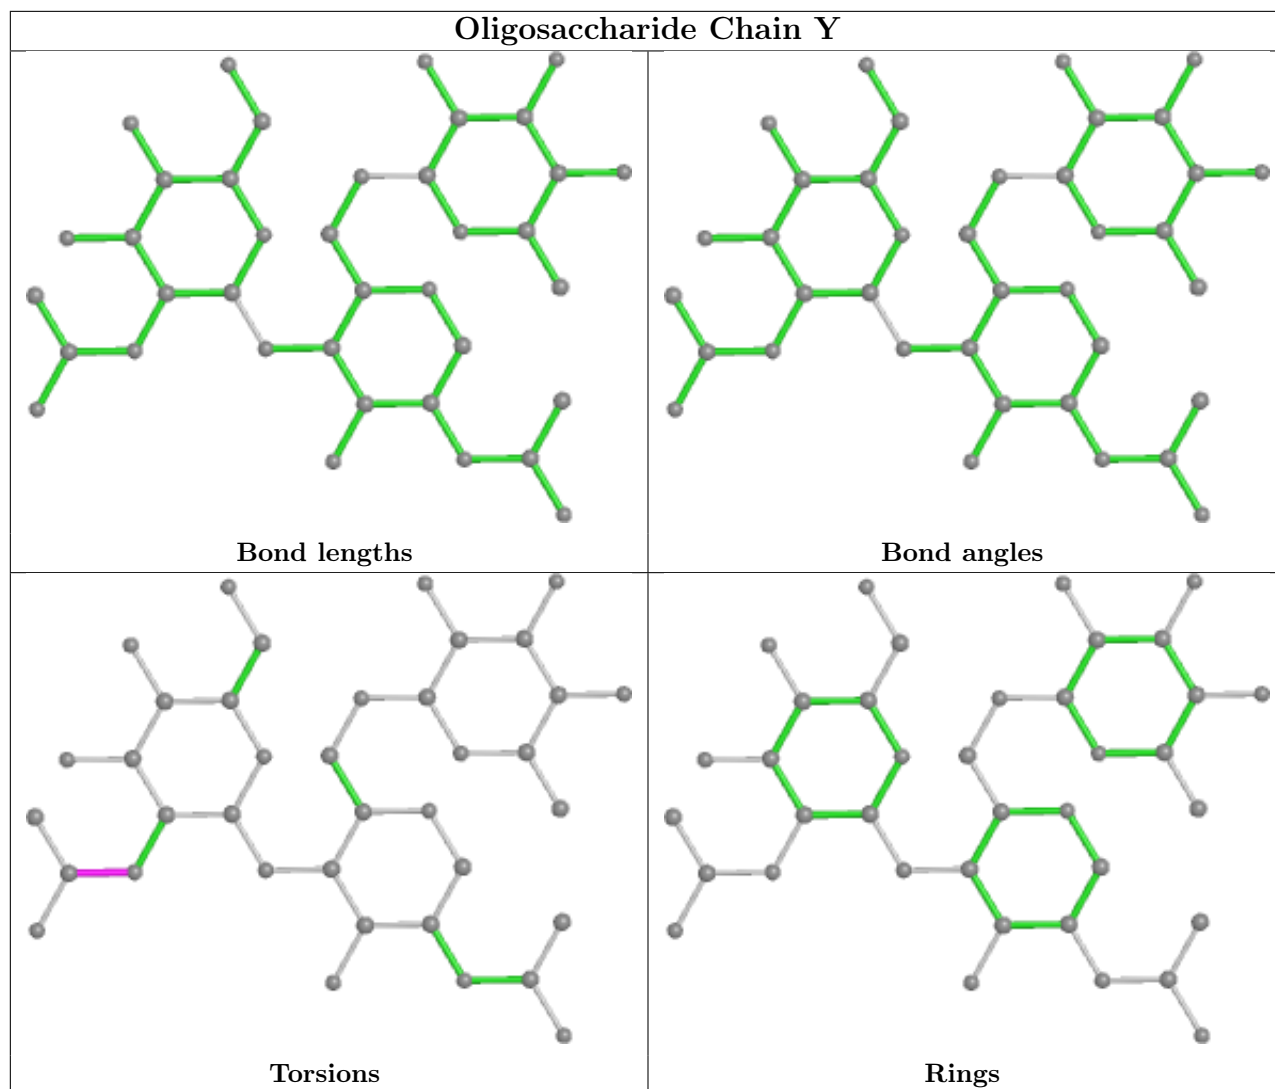 Oligosaccharide Chain Y
Bond lengths
Bond angles
Torsions
Rings